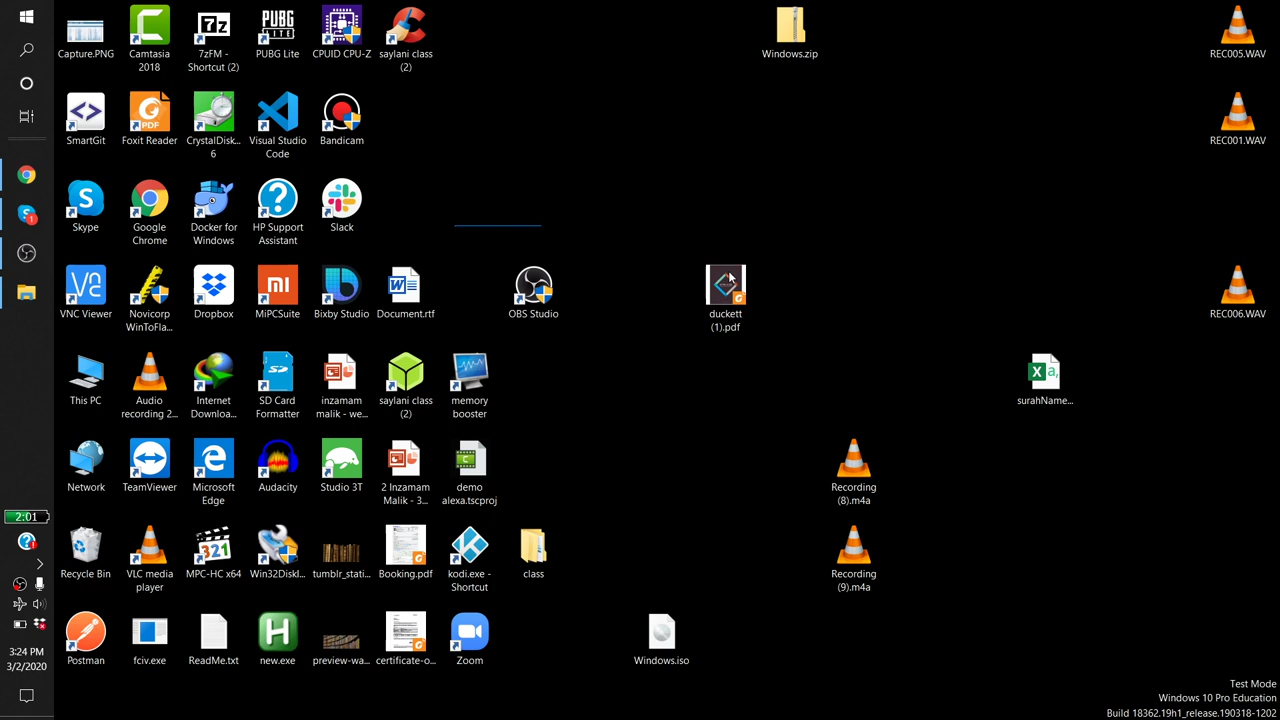 Capture.PNG
Camtasia
2018
7zFM -
Shortcut (2)
PUBG Lite
CPUID CPU-Z
saylani class
(2)
Windows.zip
REC005.WAV
SmartGit
Foxit Reader
CrystalDisk...
6
Visual Studio
Code
Bandicam
REC001.WAV
Skype
Google
Chrome
Docker for
Windows
HP Support
Assistant
Slack
VNC Viewer
Novicorp
WinToFla...
Dropbox
MiPCSuite
Bixby Studio
Document.rtf
OBS Studio
duckett
(1).pdf
REC006.WAV
This PC
Audio
recording 2...
Internet
Downloa...
SD Card
Formatter
inzamam
malik - we...
saylani class
(2)
memory
booster
surahName...
Network
TeamViewer
Microsoft
Edge
Audacity
Studio 3T
2 Inzamam
Malik - 3...
demo
alexa.tscproj
Recording
(8).m4a
2:01
Recycle Bin
VLC media
player
MPC-HC x64
Win32DiskI...
tumblr_stati...
Booking.pdf
kodi.exe -
Shortcut
class
Recording
(9).m4a
Postman
fciv.exe
ReadMe.txt
new.exe
preview-wa...
certificate-o...
Zoom
Windows.iso
3:24 PM
3/2/2020
Test Mode
Windows 10 Pro Education
Build 18362.19h1_release.190318-1202